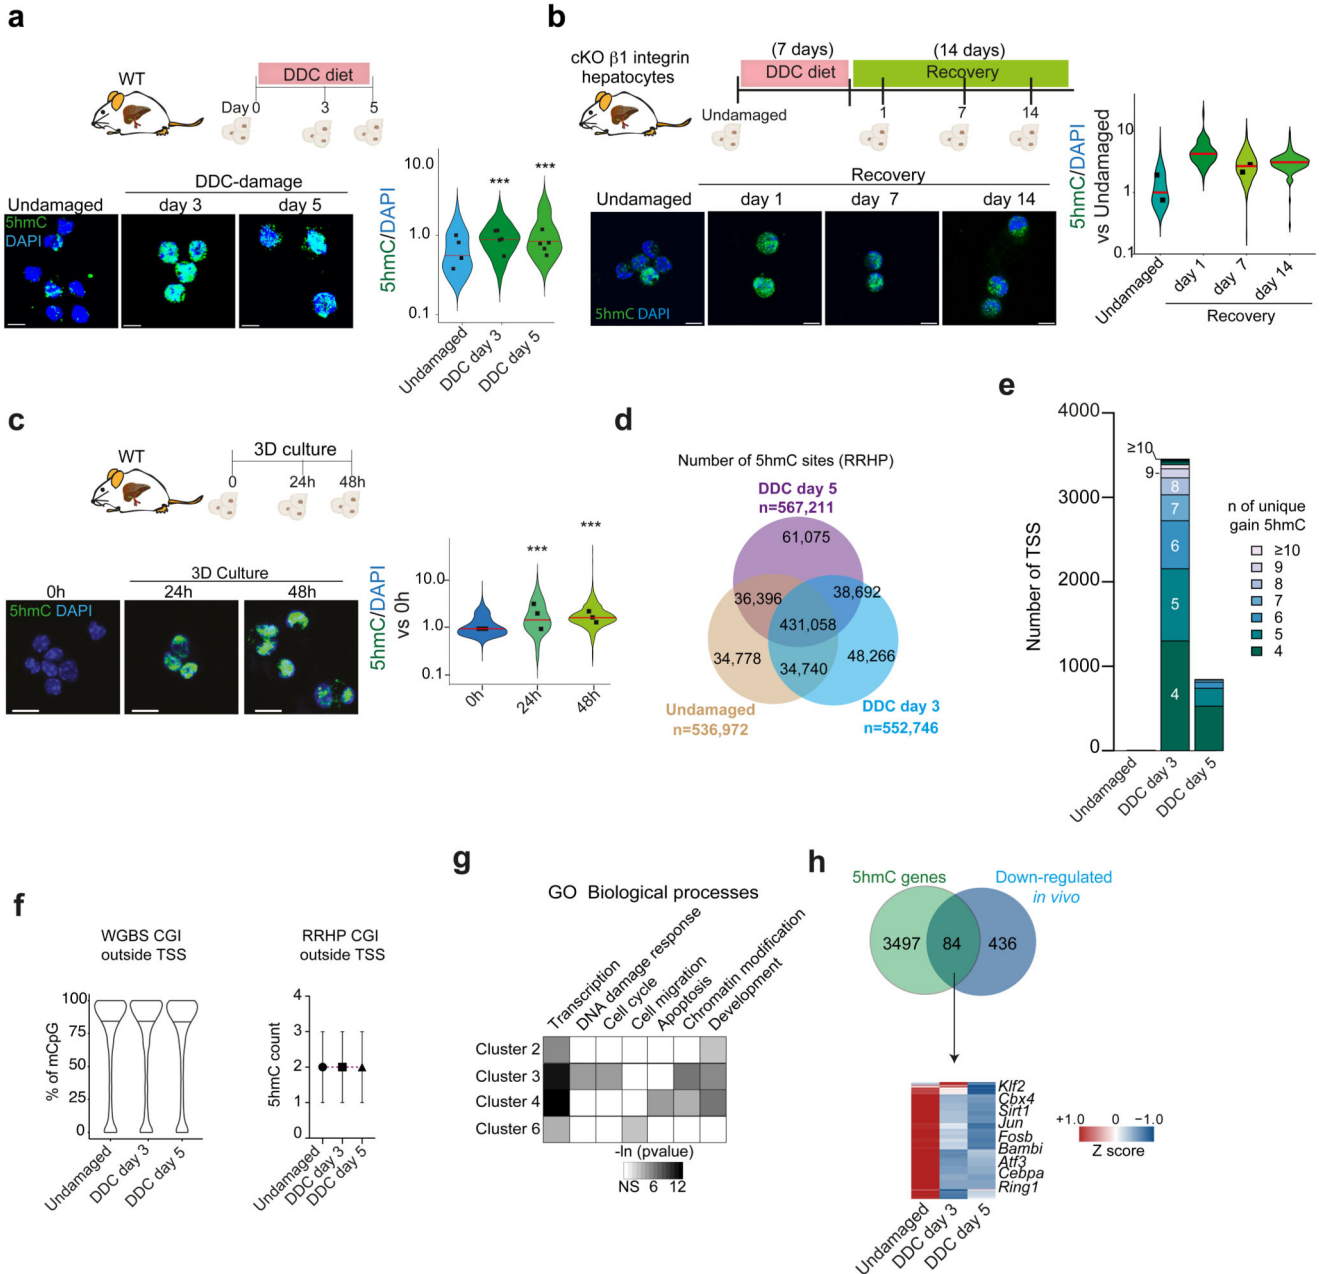 a
WT
DDC diet
Day
0
3
5
DDC-damage
Undamaged
day 3
day 5
5hmC
DAPI
5hmC/DAPI
10.0
1.0
0.1
***
***
Undamaged
DDC day 3
DDC day 5
b
cKO β1 integrin
hepatocytes
(7 days)
(14 days)
DDC diet
Recovery
Undamaged
1
7
14
Recovery
Undamaged
day 1
day 7
day 14
5hmC DAPI
5hmC/DAPI
vs Undamaged
10
1
0.1
Undamaged
day 1
day 7
day 14
Recovery
c
WT
3D culture
0
24h
48h
3D Culture
0h
24h
48h
5hmC DAPI
5hmC/DAPI
vs 0h
10.0
1.0
0.1
***
***
0h
24h
48h
d
Number of 5hmC sites (RRHP)
DDC day 5
n=567,211
61,075
36,396
38,692
431,058
34,778
34,740
48,266
Undamaged
n=536,972
DDC day 3
n=552,746
e
Number of TSS
4000
3000
2000
1000
0
≥10
9
8
7
6
5
4
Undamaged
DDC day 3
DDC day 5
n of unique
gain 5hmC
≥10
9
8
7
6
5
4
f
WGBS CGI
outside TSS
% of mCpG
100
75
50
25
0
Undamaged
DDC day 3
DDC day 5
RRHP CGI
outside TSS
5hmC count
4
3
2
1
0
Undamaged
DDC day 3
DDC day 5
g
GO Biological processes
Transcription
DNA damage response
Cell cycle
Cell migration
Apoptosis
Chromatin modification
Development
Cluster 2
Cluster 3
Cluster 4
Cluster 6
-ln (pvalue)
NS 6 12
h
5hmC genes
Down-regulated
in vivo
3497
84
436
Klf2
Cbx4
Sirt1
Jun
Fosb
Bambi
Atf3
Cebpa
Ring1
+1.0 0 −1.0
Z score
Undamaged
DDC day 3
DDC day 5